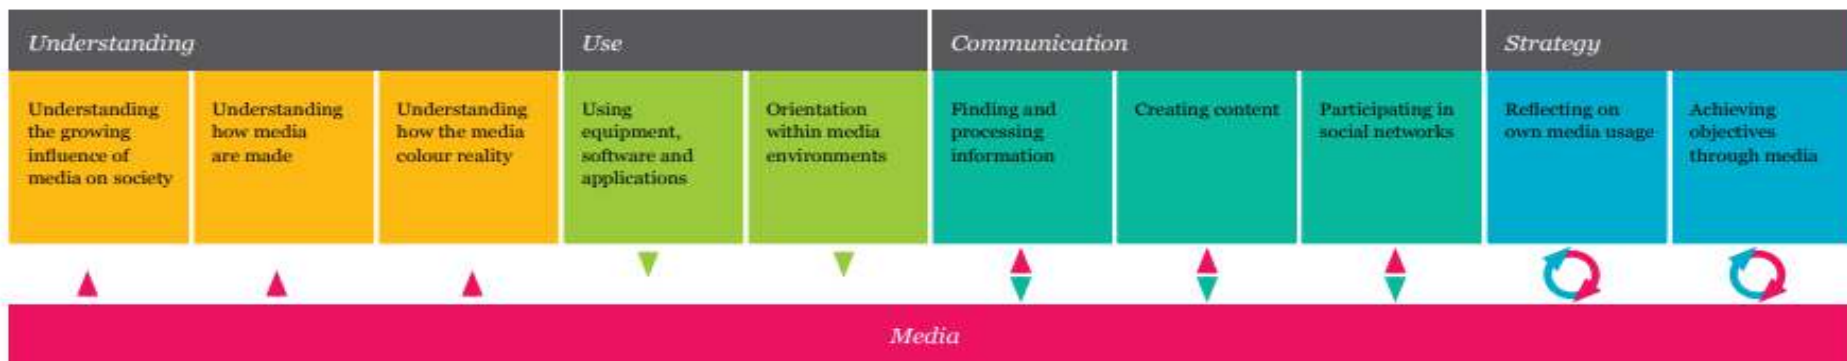 Understanding
Use
Communication
Strategy
Understanding
the growing
influence of
media on society
Understanding
how media
are made
Understanding
how the media
colour reality
Using
equipment,
software and
applications
Orientation
within media
environments
Finding and
processing
information
Creating content
Participating in
social networks
Reflecting on
own media usage
Achieving
objectives
through media
Media